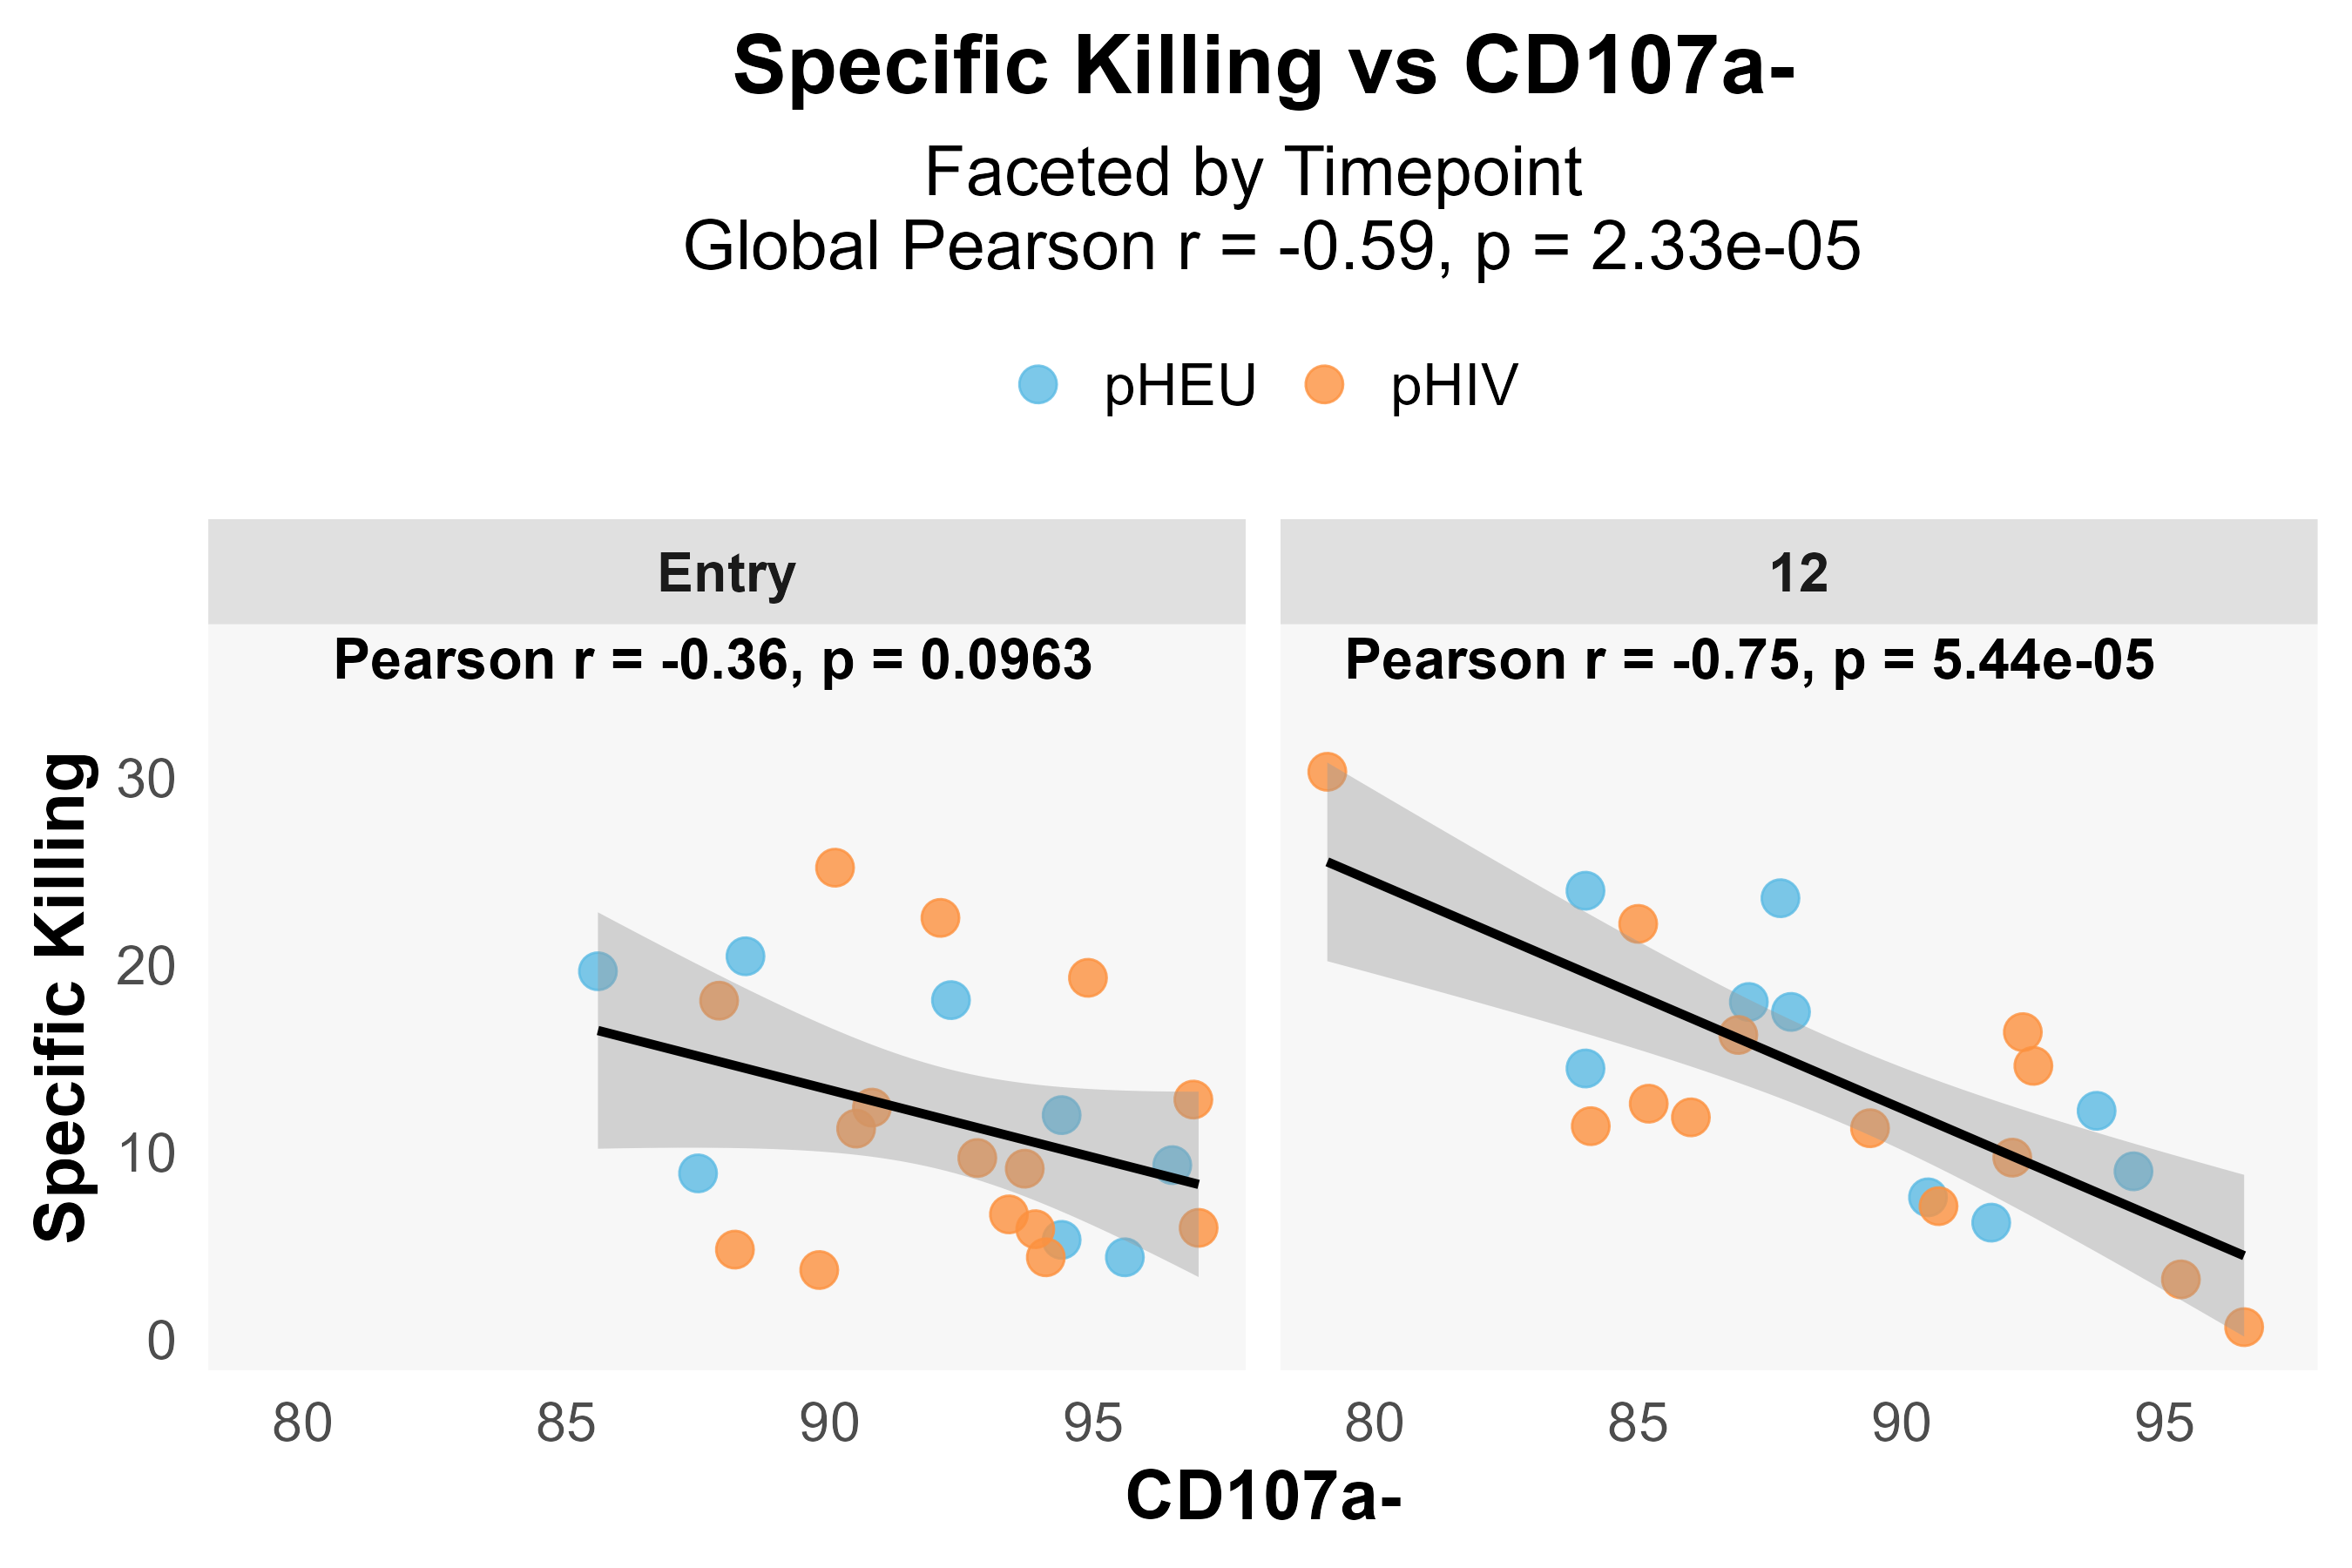 Specific Killing vs CD107a-
Faceted by Timepoint
Global Pearson r = -0.59, p = 2.33e-05
pHEU pHIV
Entry 12
Pearson r = -0.36, p = 0.0963 Pearson r = -0.75, p = 5.44e-05
Specific Killing
30
20
10
0
80 85 90 95 80 85 90 95
CD107a-